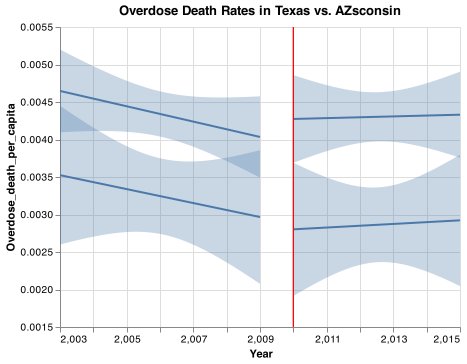 Overdose Death Rates in Texas vs. AZsconsin
Overdose_death_per_capita
0.0055
0.0050
0.0045
0.0040
0.0035
0.0030
0.0025
0.0020
0.0015
2,003 2,005 2,007 2,009 2,011 2,013 2,015
Year